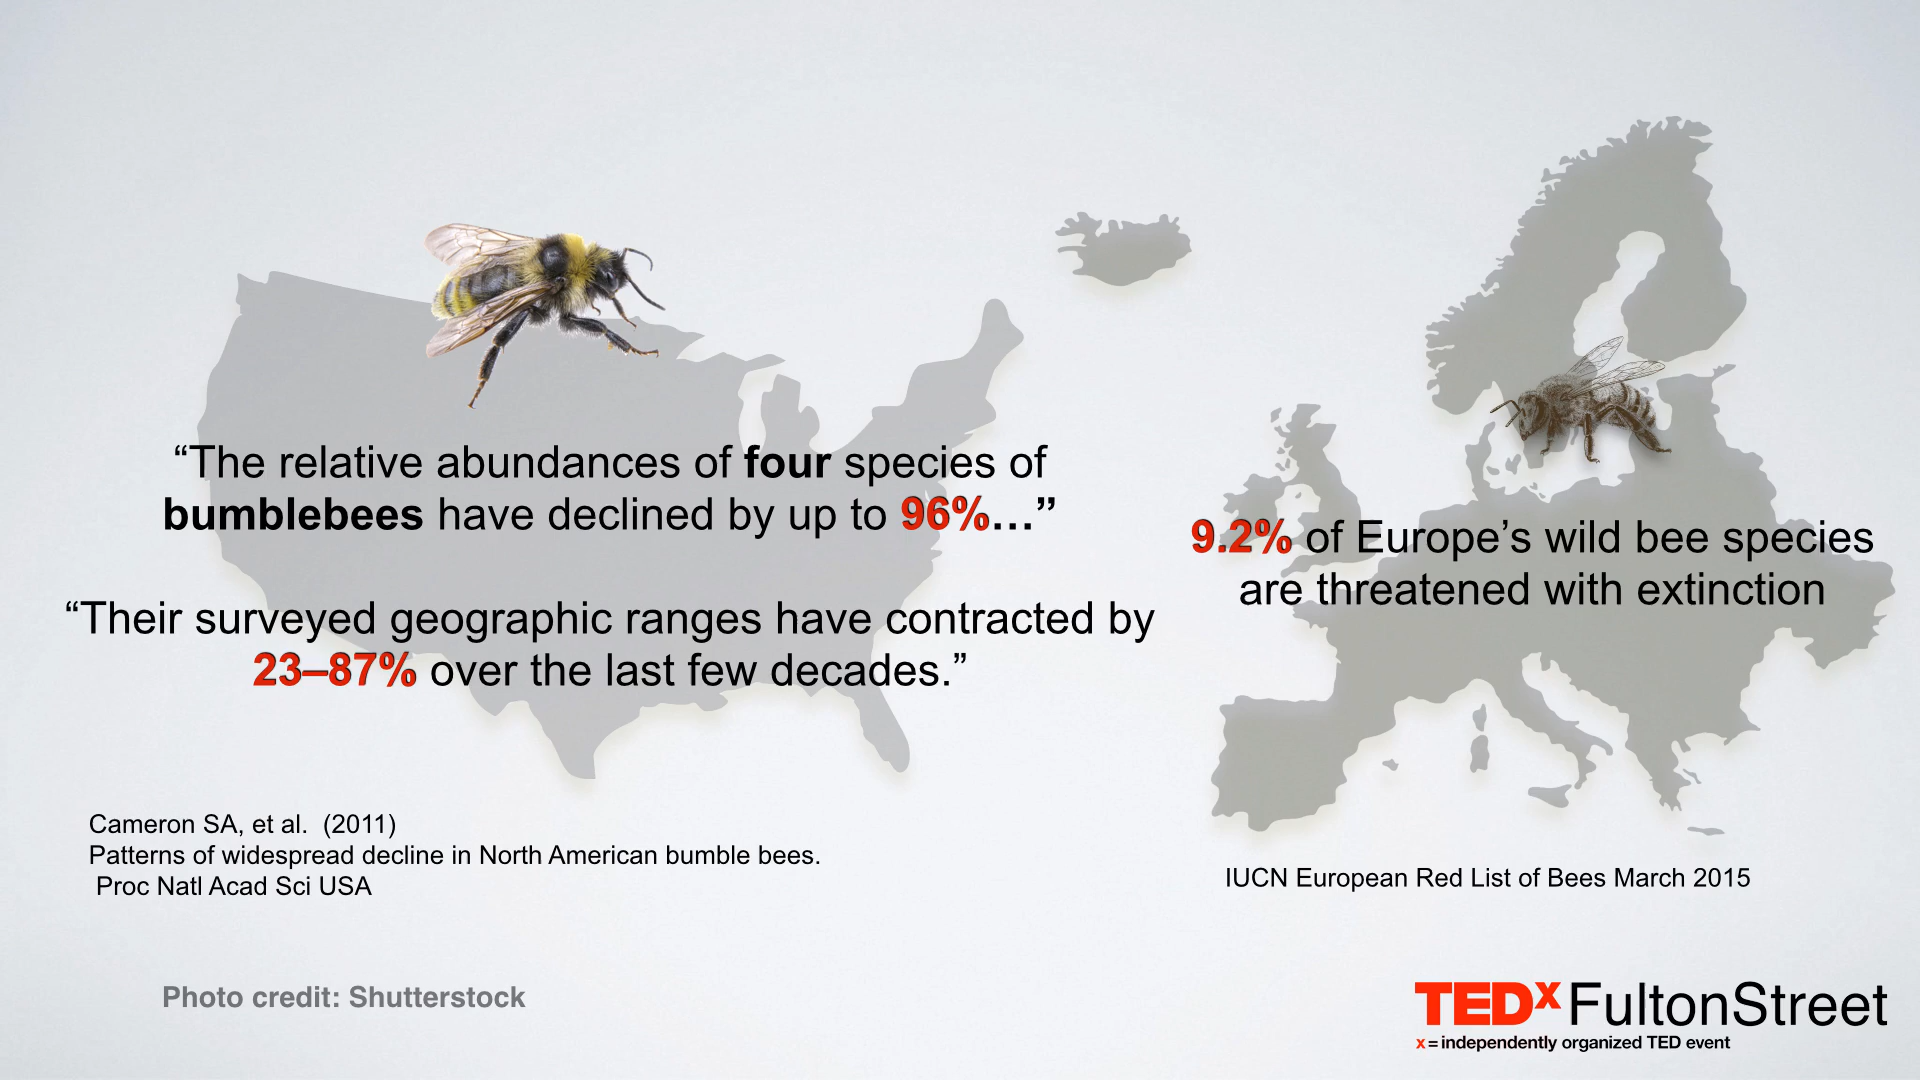 “The relative abundances of four species of
bumblebees have declined by up to 96%…”
“Their surveyed geographic ranges have contracted by
23–87% over the last few decades.”
9.2% of Europe’s wild bee species
are threatened with extinction
Cameron SA, et al.  (2011)
Patterns of widespread decline in North American bumble bees.
Proc Natl Acad Sci USA
IUCN European Red List of Bees March 2015
Photo credit: Shutterstock
TEDxFultonStreet
x = independently organized TED event